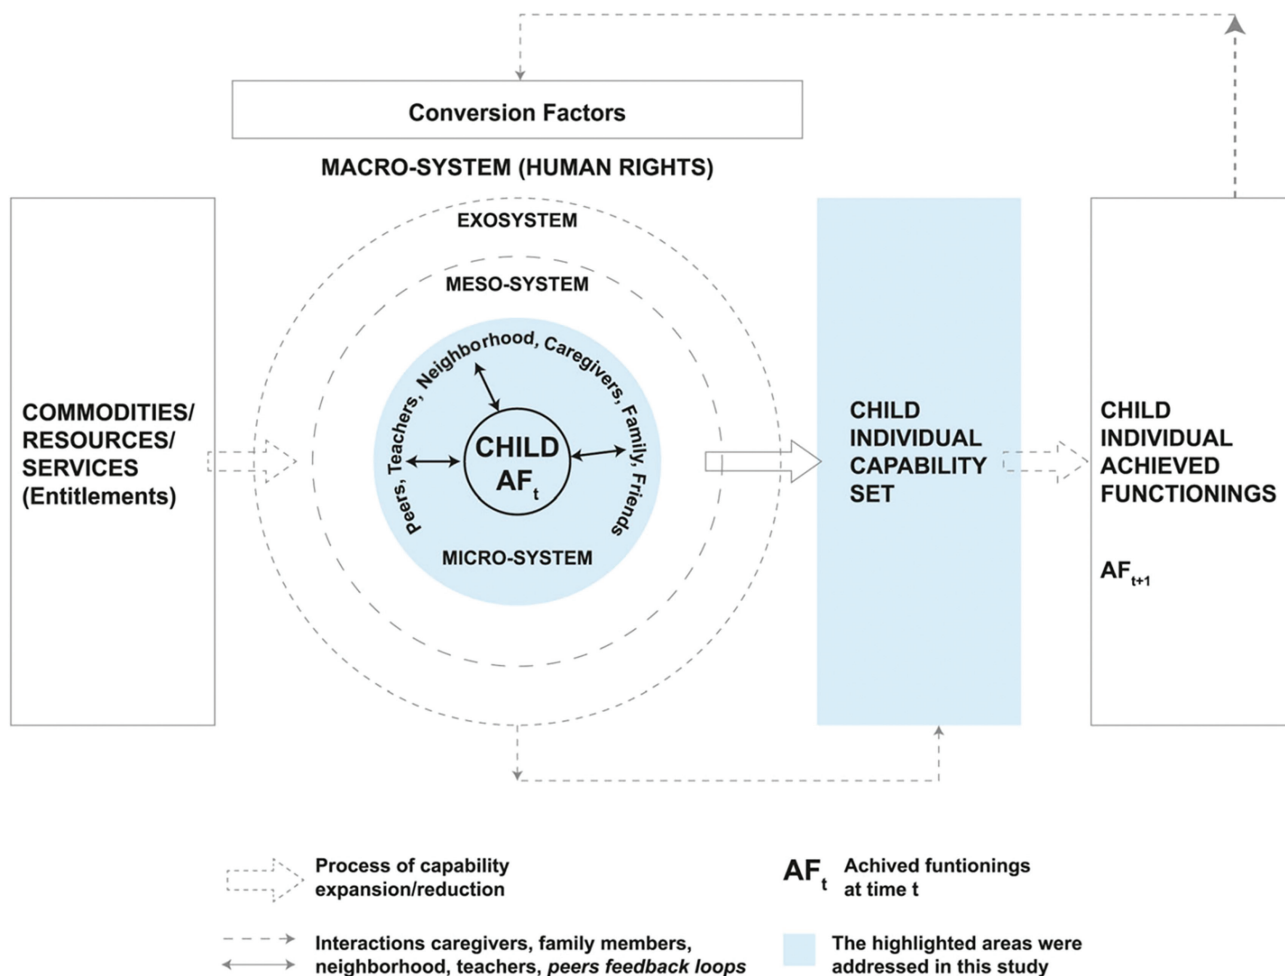 Conversion Factors
MACRO-SYSTEM (HUMAN RIGHTS)
EXOSYSTEM
MESO-SYSTEM
Peers, Teachers, Neighborhood, Caregivers, Family, Friends
CHILD
AFt
MICRO-SYSTEM
COMMODITIES/
RESOURCES/
SERVICES
(Entitlements)
CHILD
INDIVIDUAL
CAPABILITY
SET
CHILD
INDIVIDUAL
ACHIEVED
FUNCTIONINGS
AFt+1
Process of capability
expansion/reduction
Interactions caregivers, family members,
neighborhood, teachers, peers feedback loops
AFt
Achived funtionings
at time t
The highlighted areas were
addressed in this study